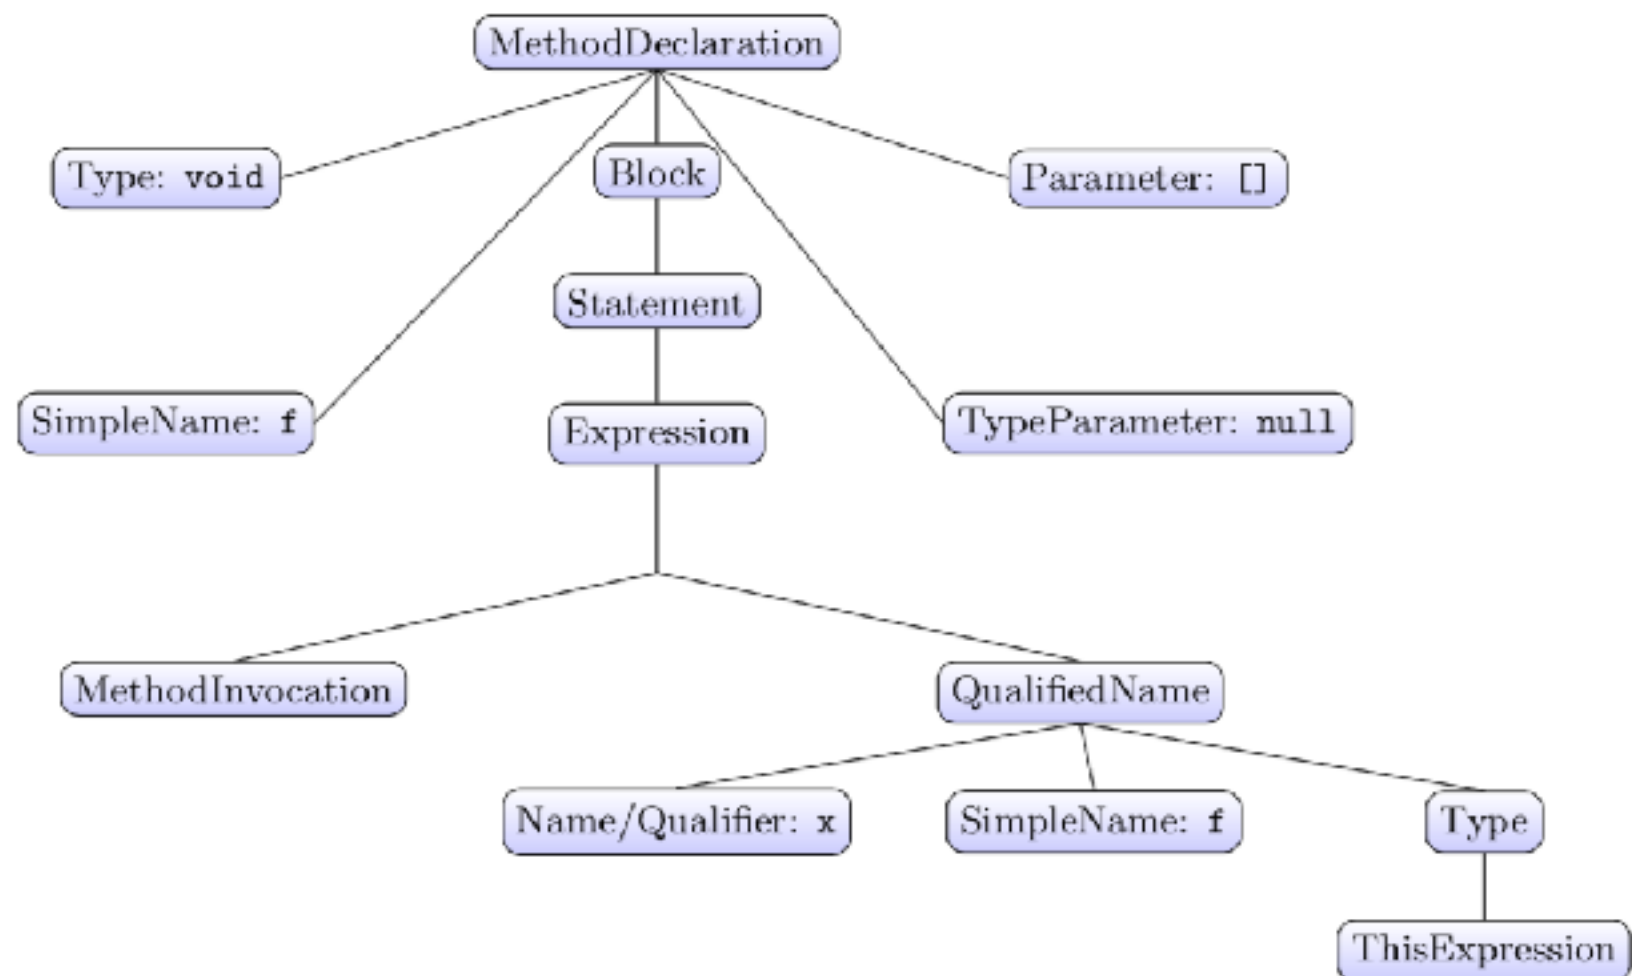 MethodDeclaration
Type: void
Block
Parameter: []
Statement
SimpleName: f
Expression
TypeParameter: null
MethodInvocation
QualifiedName
Name/Qualifier: x
SimpleName: f
Type
ThisExpression